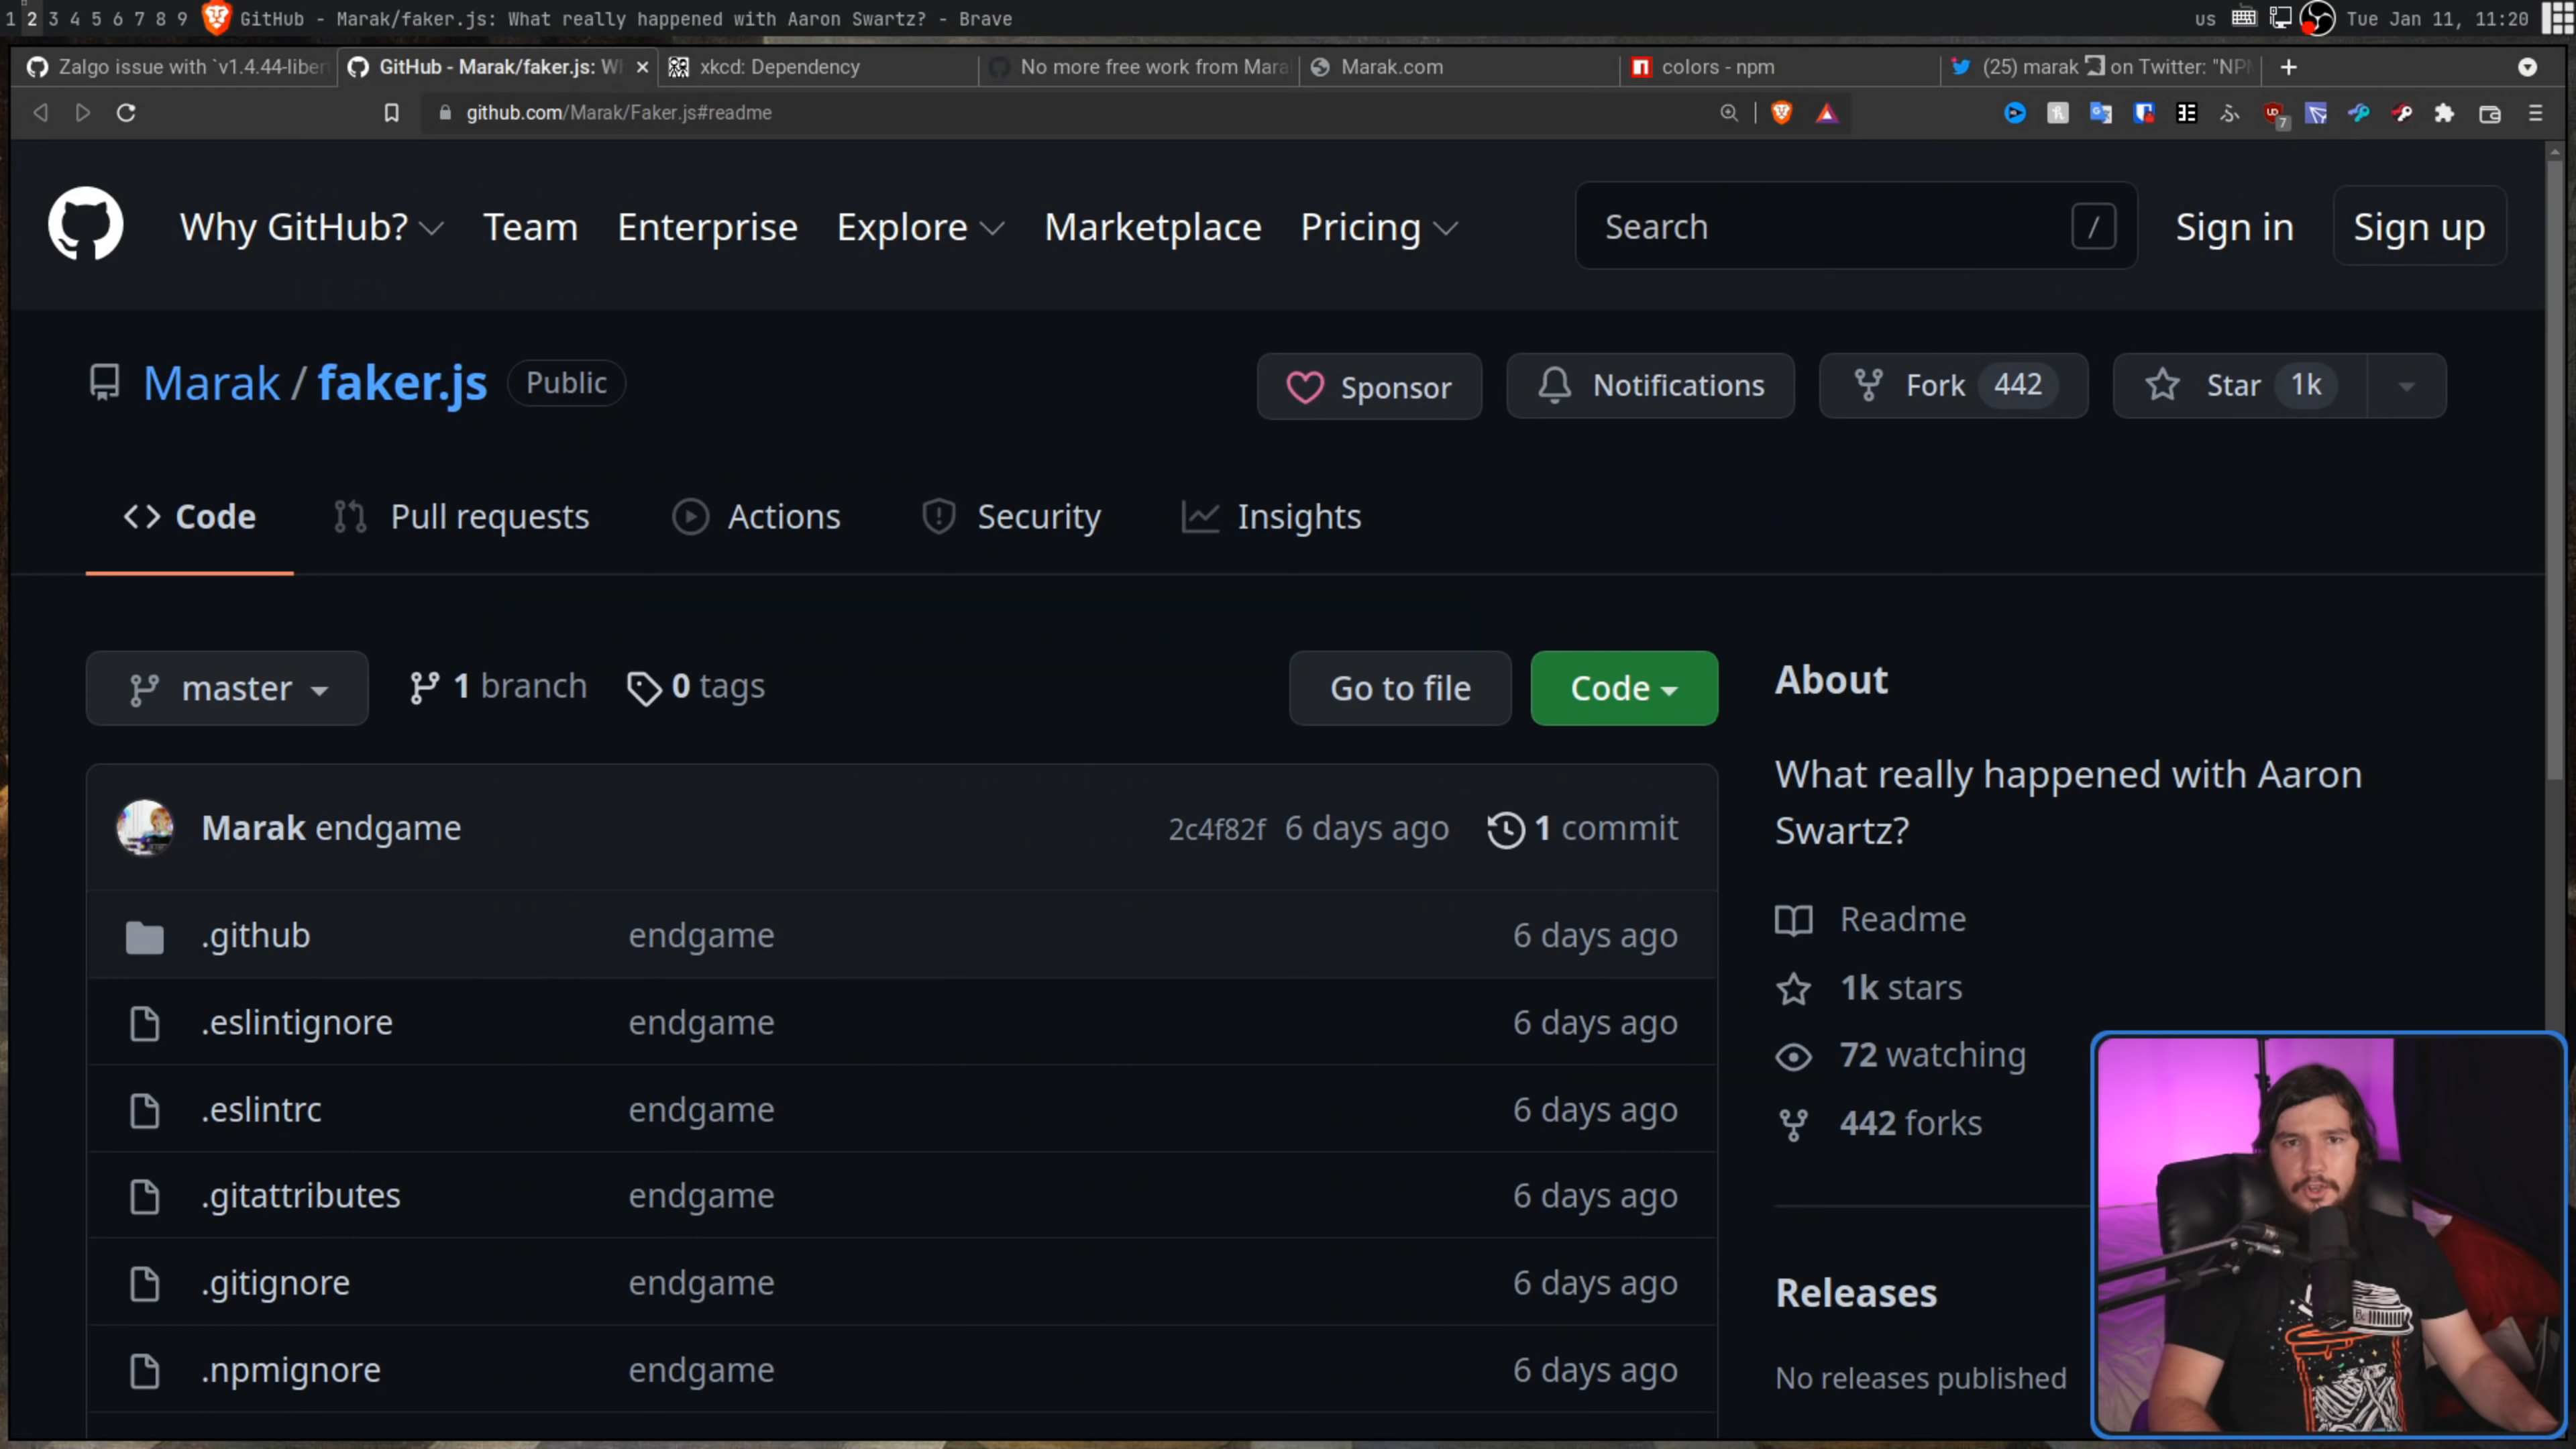 1 2 3 4 5 6 7 8 9 GitHub - Marak/faker.js: What really happened with Aaron Swartz? - Brave
us Tue Jan 11, 11:20
Zalgo issue with `v1.4.44-liber
GitHub - Marak/faker.js: W
xkcd: Dependency
No more free work from Mara
Marak.com
n colors - npm
(25) marak on Twitter: "NP
github.com/Marak/Faker.js#readme
7
Why GitHub? Team Enterprise Explore Marketplace Pricing
Search /
Sign in
Sign up
Marak / faker.js Public
Sponsor
Notifications
Fork 442
Star 1k
Code
Pull requests
Actions
Security
Insights
master
1 branch
0 tags
Go to file
Code
Marak endgame 2c4f82f 6 days ago 1 commit
.github endgame 6 days ago
.eslintignore endgame 6 days ago
.eslintrc endgame 6 days ago
.gitattributes endgame 6 days ago
.gitignore endgame 6 days ago
.npmignore endgame 6 days ago
About
What really happened with Aaron
Swartz?
Readme
1k stars
72 watching
442 forks
Releases
No releases published